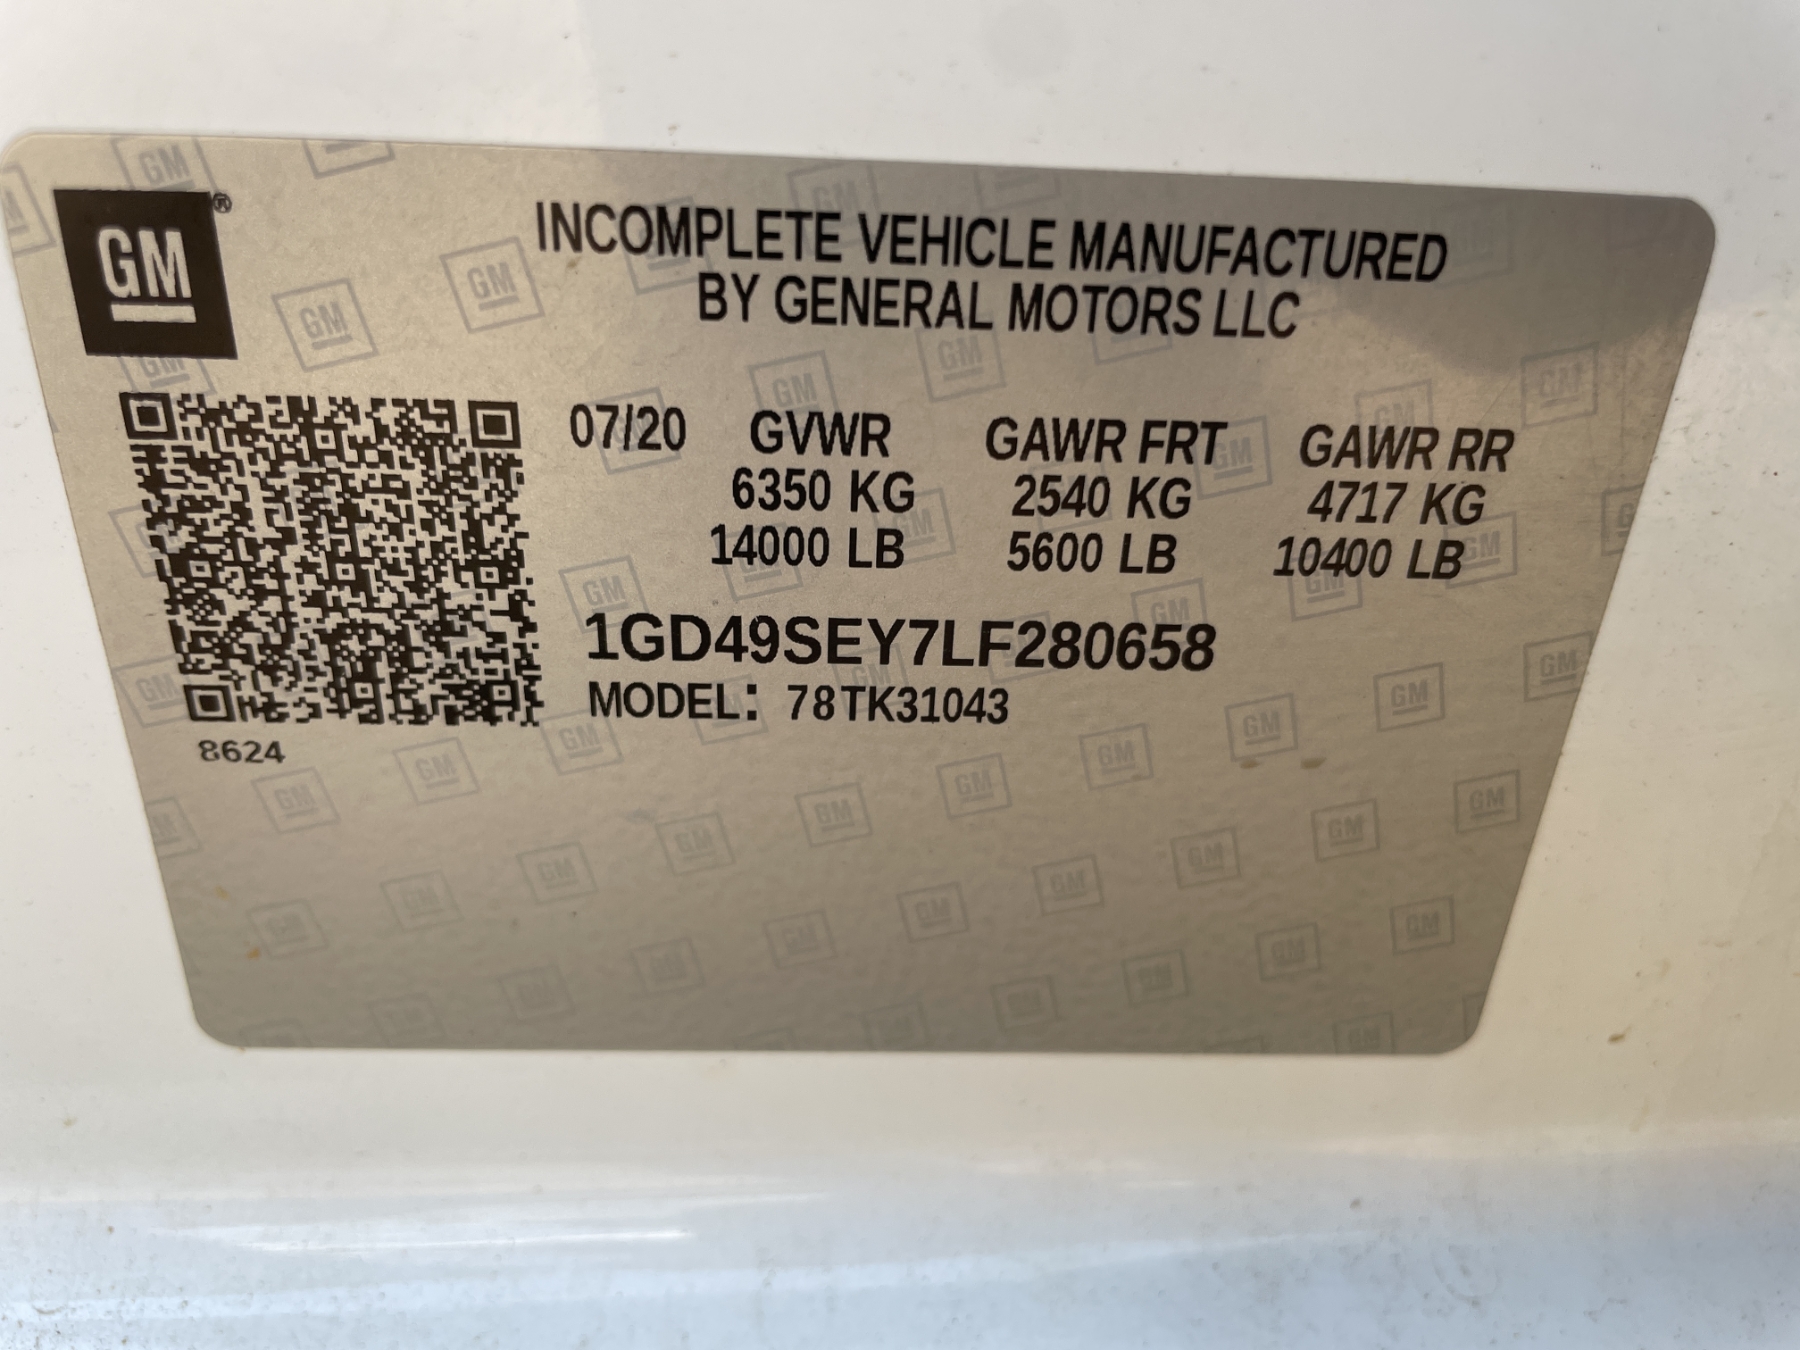 GM ®
INCOMPLETE VEHICLE MANUFACTURED
BY GENERAL MOTORS LLC
07/20 GVWR GAWR FRT GAWR RR
6350 KG 2540 KG 4717 KG
14000 LB 5600 LB 10400 LB
1GD49SEY7LF280658
MODEL: 78TK31043
8624